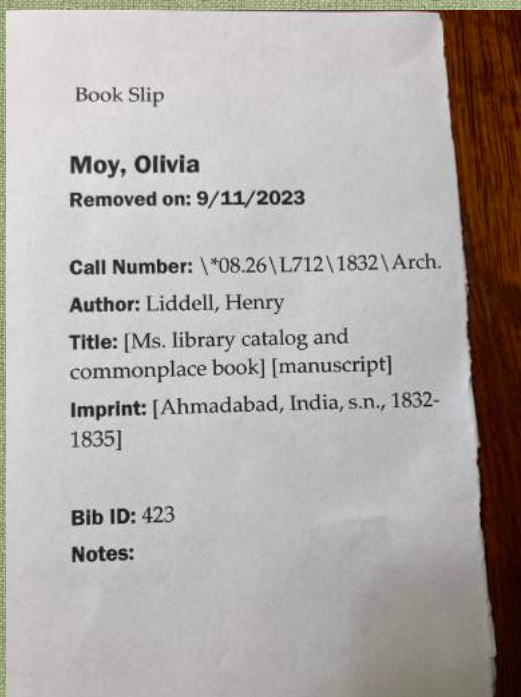 Book Slip
Moy, Olivia
Removed on: 9/11/2023
Call Number: \*08.26\L712\1832\Arch.
Author: Liddell, Henry
Title: [Ms. library catalog and
commonplace book] [manuscript]
Imprint: [Ahmadabad, India, s.n., 1832-
1835]
Bib ID: 423
Notes: